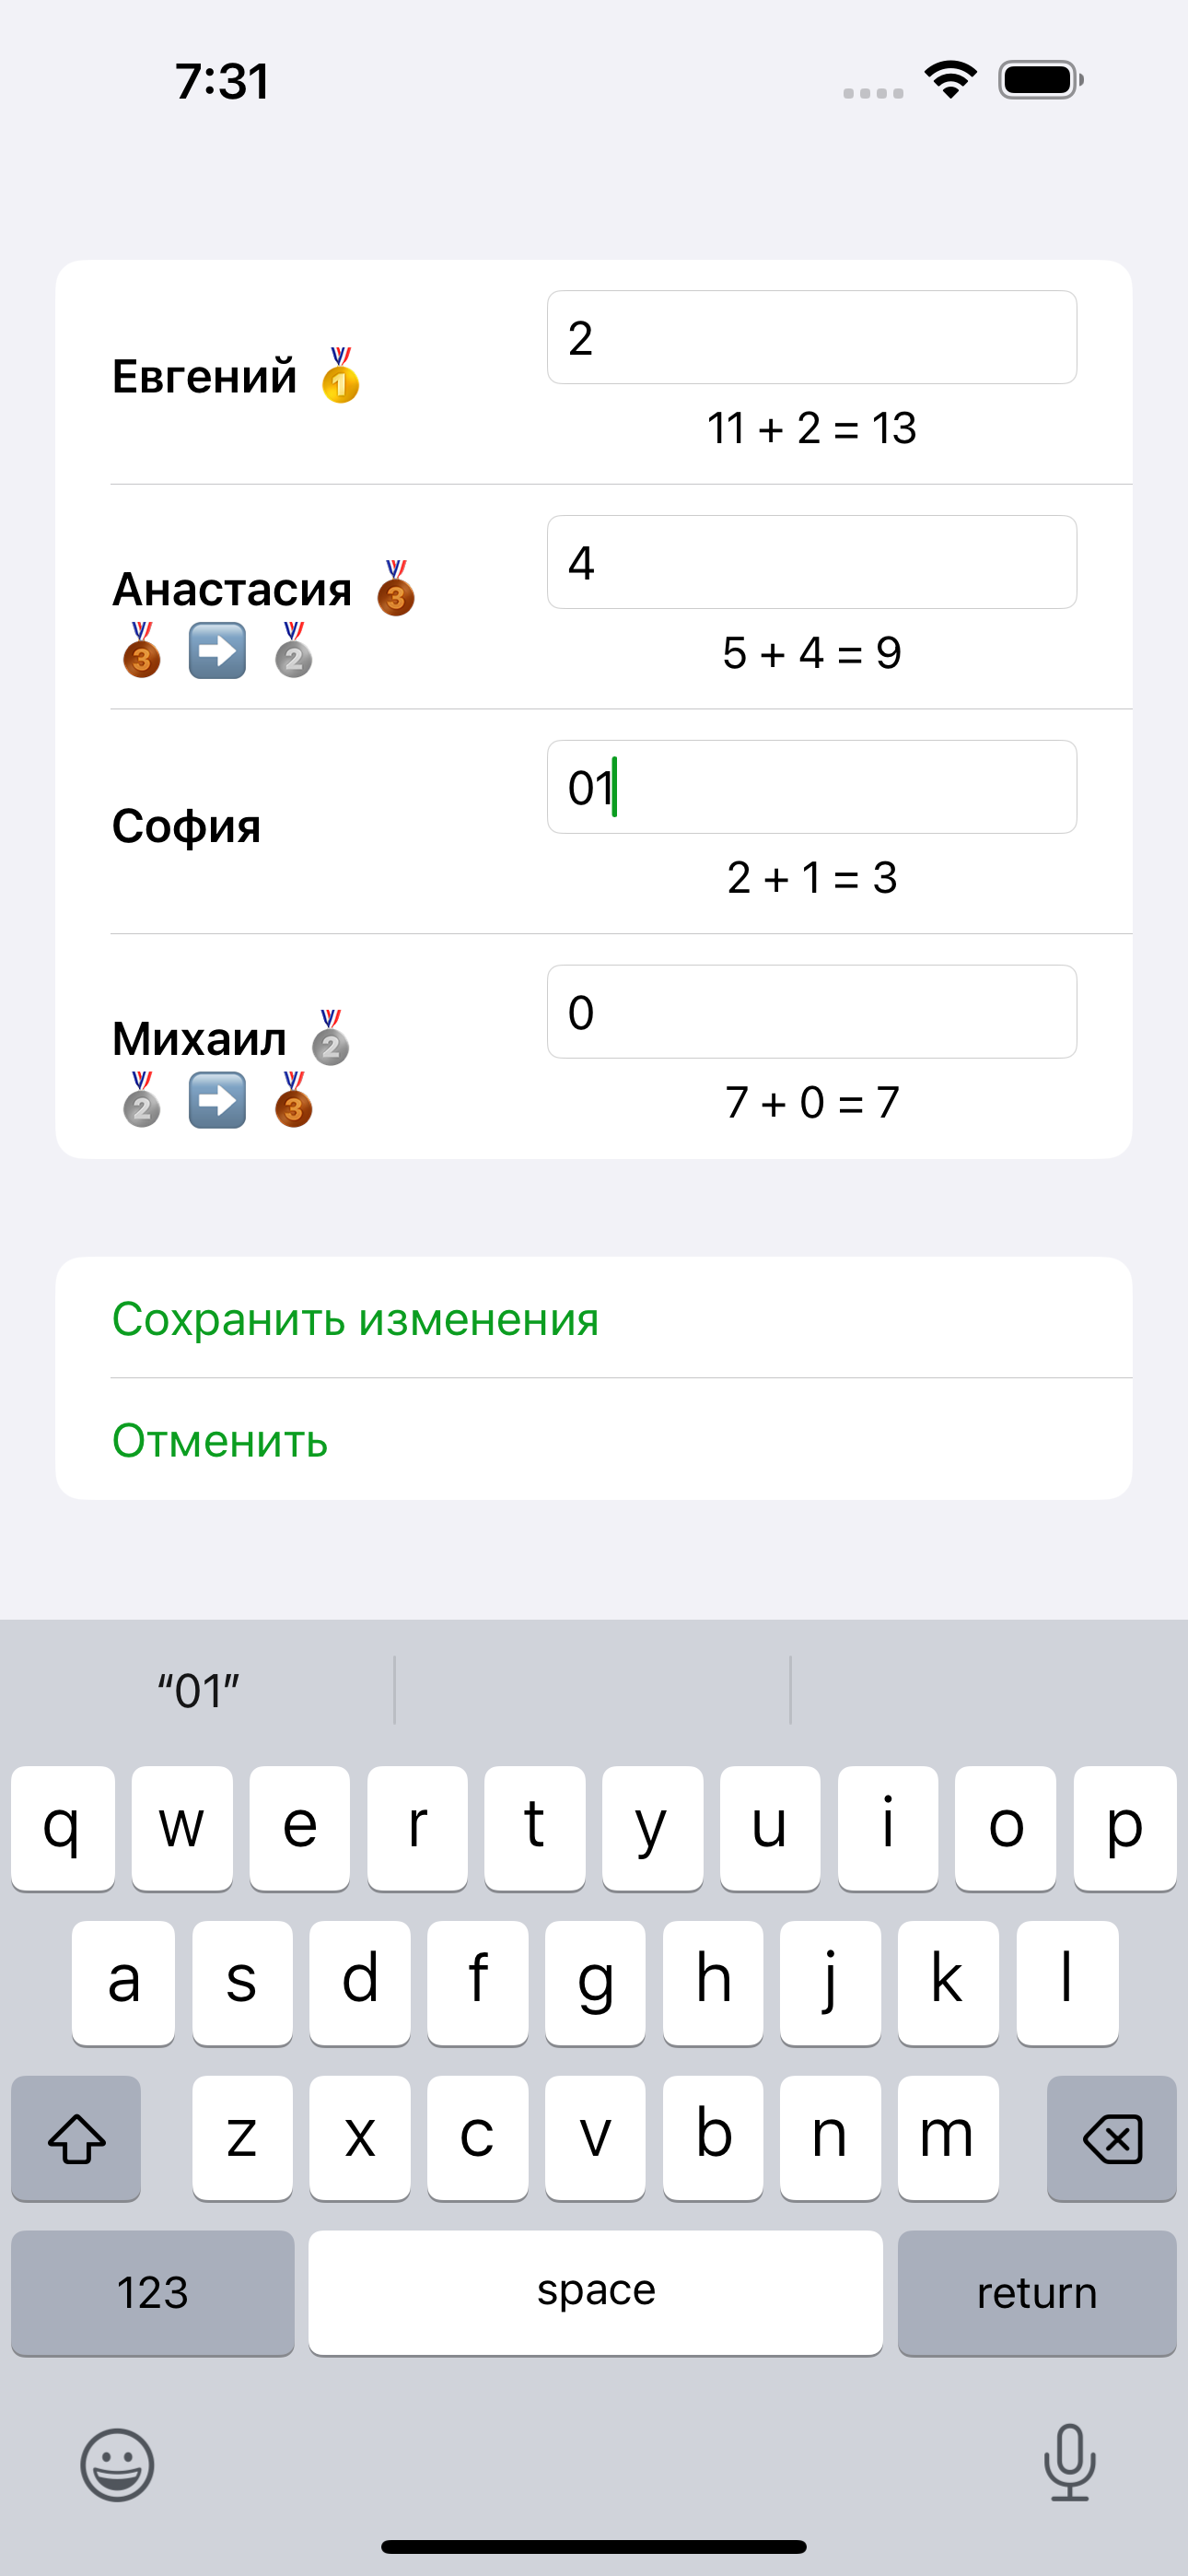 7:31
Евгений 🥇
2
11 + 2 = 13
Анастасия 🥉
🥉 ➡️ 🥈
4
5 + 4 = 9
София
01
2 + 1 = 3
Михаил 🥈
🥈 ➡️ 🥉
0
7 + 0 = 7
Сохранить изменения
Отменить
“01”
q w e r t y u i o p
a s d f g h j k l
z x c v b n m
123 space return